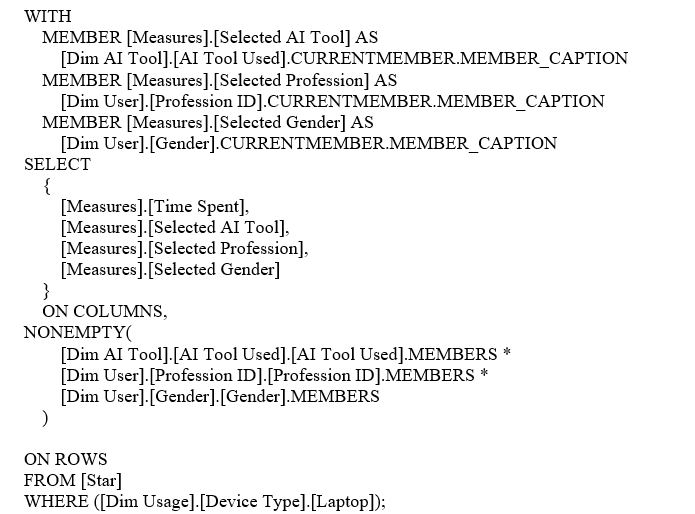 WITH
MEMBER [Measures].[Selected AI Tool] AS
[Dim AI Tool].[AI Tool Used].CURRENTMEMBER.MEMBER_CAPTION
MEMBER [Measures].[Selected Profession] AS
[Dim User].[Profession ID].CURRENTMEMBER.MEMBER_CAPTION
MEMBER [Measures].[Selected Gender] AS
[Dim User].[Gender].CURRENTMEMBER.MEMBER_CAPTION
SELECT
{
[Measures].[Time Spent],
[Measures].[Selected AI Tool],
[Measures].[Selected Profession],
[Measures].[Selected Gender]
}
ON COLUMNS,
NONEMPTY(
[Dim AI Tool].[AI Tool Used].[AI Tool Used].MEMBERS *
[Dim User].[Profession ID].[Profession ID].MEMBERS *
[Dim User].[Gender].[Gender].MEMBERS
)
ON ROWS
FROM [Star]
WHERE ([Dim Usage].[Device Type].[Laptop]);